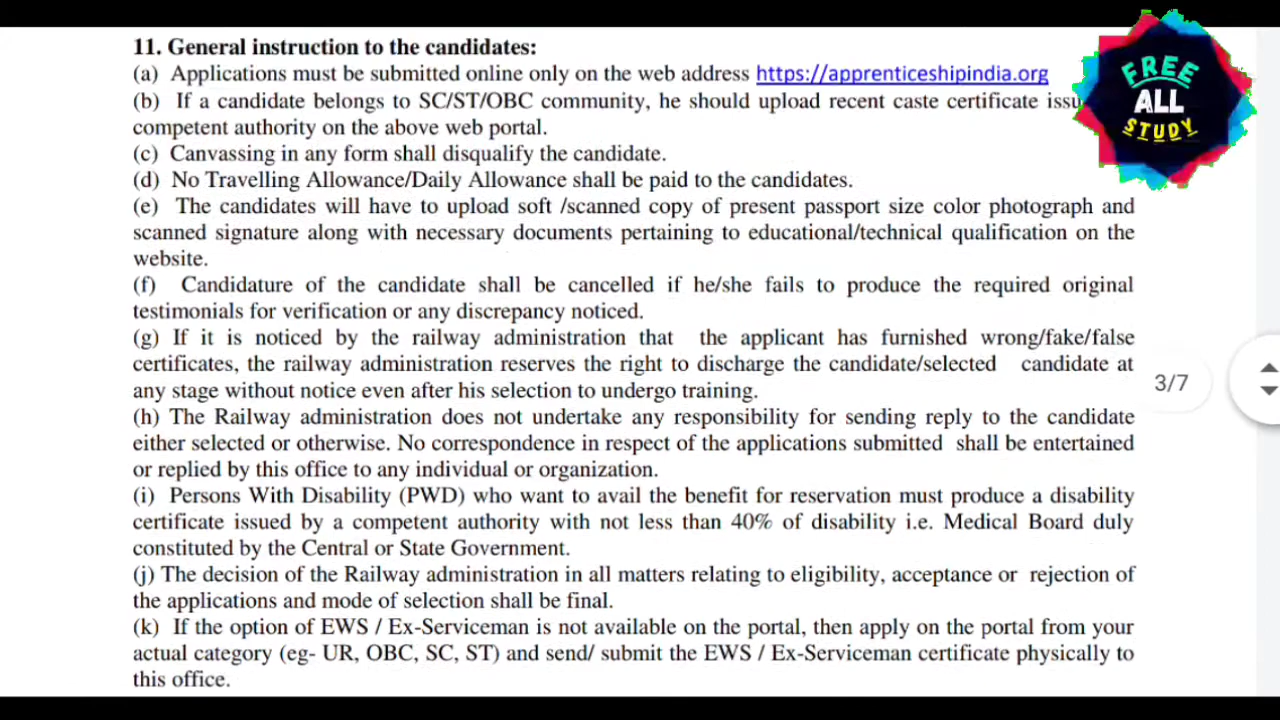 11. General instruction to the candidates:
(a) Applications must be submitted online only on the web address https://apprenticeshipindia.org
(b) If a candidate belongs to SC/ST/OBC community, he should upload recent caste certificate
competent authority on the above web portal.
(c) Canvassing in any form shall disqualify the candidate.
(d) No Travelling Allowance/Daily Allowance shall be paid to the candidates.
(e) The candidates will have to upload soft /scanned copy of present passport size color photograph and
scanned signature along with necessary documents pertaining to educational/technical qualification on the
website.
(f) Candidature of the candidate shall be cancelled if he/she fails to produce the required original
testimonials for verification or any discrepancy noticed.
(g) If it is noticed by the railway administration that the applicant has furnished wrong/fake/false
certificates, the railway administration reserves the right to discharge the candidate/selected candidate at
any stage without notice even after his selection to undergo training.
(h) The Railway administration does not undertake any responsibility for sending reply to the candidate
either selected or otherwise. No correspondence in respect of the applications submitted shall be entertained
or replied by this office to any individual or organization.
(i) Persons With Disability (PWD) who want to avail the benefit for reservation must produce a disability
certificate issued by a competent authority with not less than 40% of disability i.e. Medical Board duly
constituted by the Central or State Government.
(j) The decision of the Railway administration in all matters relating to eligibility, acceptance or rejection of
the applications and mode of selection shall be final.
(k) If the option of EWS / Ex-Serviceman is not available on the portal, then apply on the portal from your
actual category (eg- UR, OBC, SC, ST) and send/ submit the EWS / Ex-Serviceman certificate physically to
this office.
FREE
ALL
STUDY
3/7